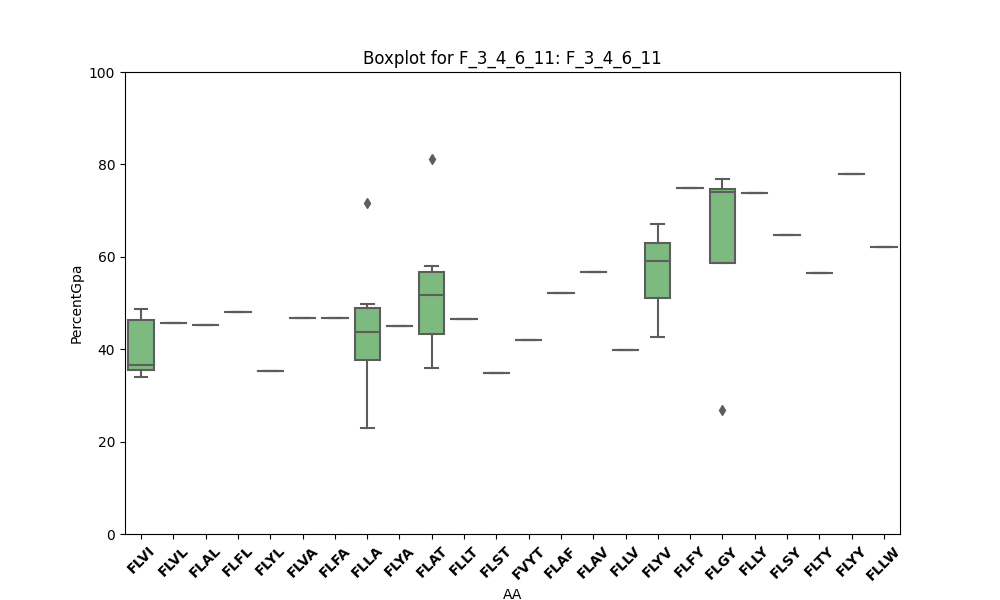 Boxplot for F_3_4_6_11: F_3_4_6_11
100
80
60
40
20
0
PercentGpa
FLVI FLVL FLAL FLFL FLYL FLVA FLFA FLLA FLYA FLAT FLLT FLST FVYT FLAF FLAV FLLV FLYV FLFY FLGY FLLY FLSY FLTY FLYY FLLW
AA